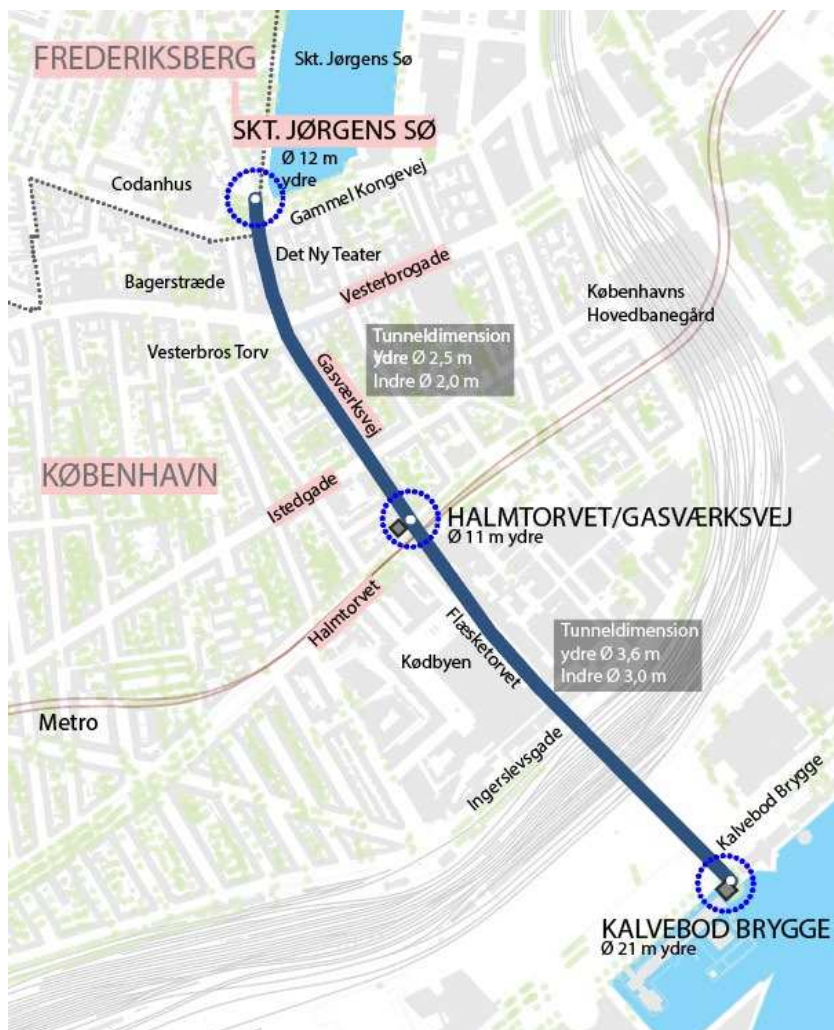 Skt. Jørgens Sø
FREDERIKSBERG
SKT. JØRGENS SØ
Ø 12 m
ydre
Codanhus
Gammel Kongevej
Det Ny Teater
Bagerstræde
Vesterbrogade
Københavns
Hovedbanegård
Vesterbros Torv
Tunneldimension
Ydre Ø 2,5 m
Indre Ø 2,0 m
Gasværksvej
KØBENHAVN
Istedgade
HALMTORVET/GASVÆRKSVEJ
Ø 11 m ydre
Halmtorvet
Flæsketorvet
Kødbyen
Tunneldimension
ydre Ø 3,6 m
Indre Ø 3,0 m
Metro
Ingerslevsgade
Kalvebod Brygge
KALVEBOD BRYGGE
Ø 21 m ydre